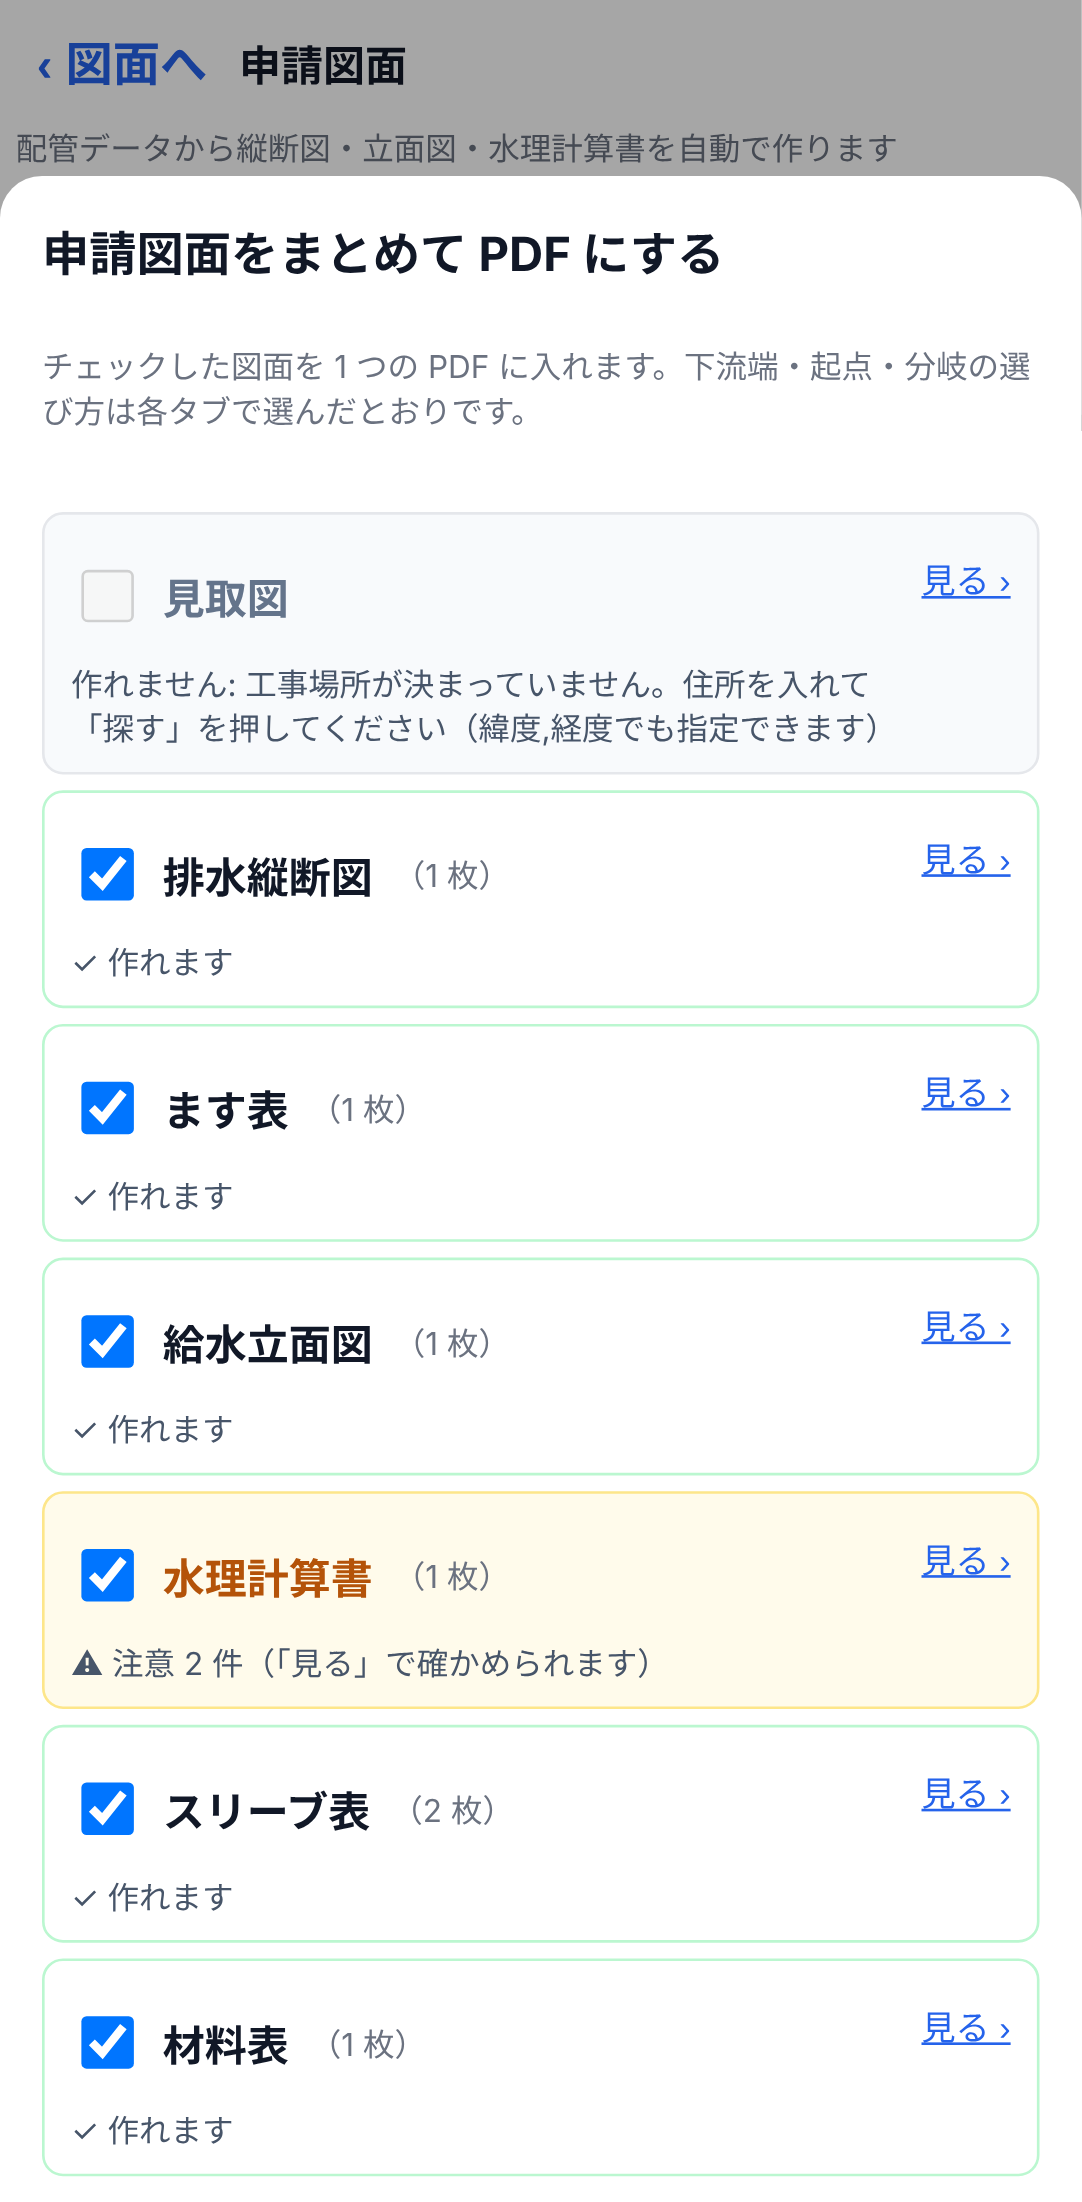 ‹ 図面へ 申請図面
配管データから縦断図・立面図・水理計算書を自動で作ります
申請図面をまとめて PDF にする
チェックした図面を 1 つの PDF に入れます。下流端・起点・分岐の選
び方は各タブで選んだとおりです。
見取図 見る ›
作れません: 工事場所が決まっていません。住所を入れて
「探す」を押してください（緯度,経度でも指定できます）
排水縦断図 （1 枚） 見る ›
✓ 作れます
ます表 （1 枚） 見る ›
✓ 作れます
給水立面図 （1 枚） 見る ›
✓ 作れます
水理計算書 （1 枚） 見る ›
⚠ 注意 2 件（「見る」で確かめられます）
スリーブ表 （2 枚） 見る ›
✓ 作れます
材料表 （1 枚） 見る ›
✓ 作れます